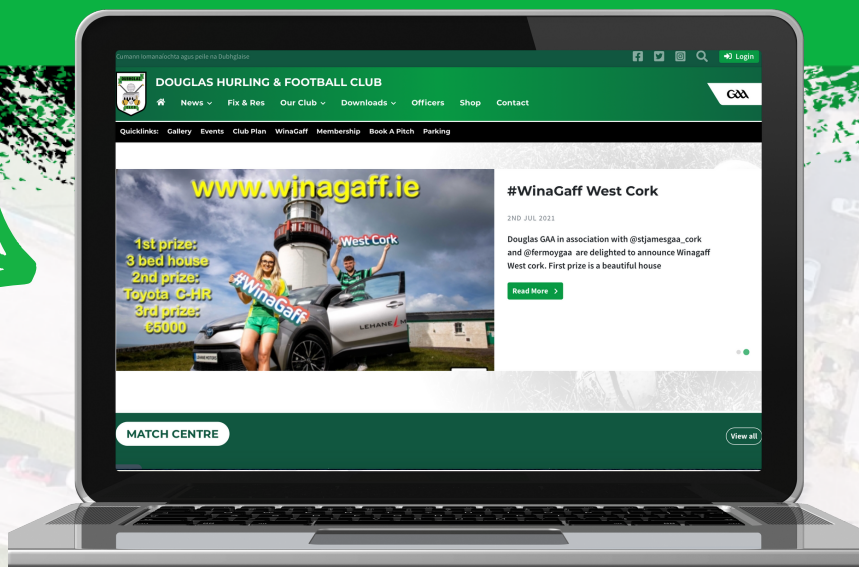 Cumann Iomanaíochta agus peile na Dubhghlaise
Login
DOUGLAS HURLING & FOOTBALL CLUB
News
Fix & Res
Our Club
Downloads
Officers
Shop
Contact
GAA
Quicklinks: Gallery Events Club Plan WinaGaff Membership Book A Pitch Parking
www.winagaff.ie
1st prize:
3 bed house
2nd prize:
Toyota C-HR
3rd prize:
€5000
West Cork
#WinaGaff
LEHANE M
#WinaGaff West Cork
2ND JUL 2021
Douglas GAA in association with @stjamesgaa_cork
and @fermoygaa are delighted to announce Winagaff
West cork. First prize is a beautiful house
Read More
MATCH CENTRE
View all